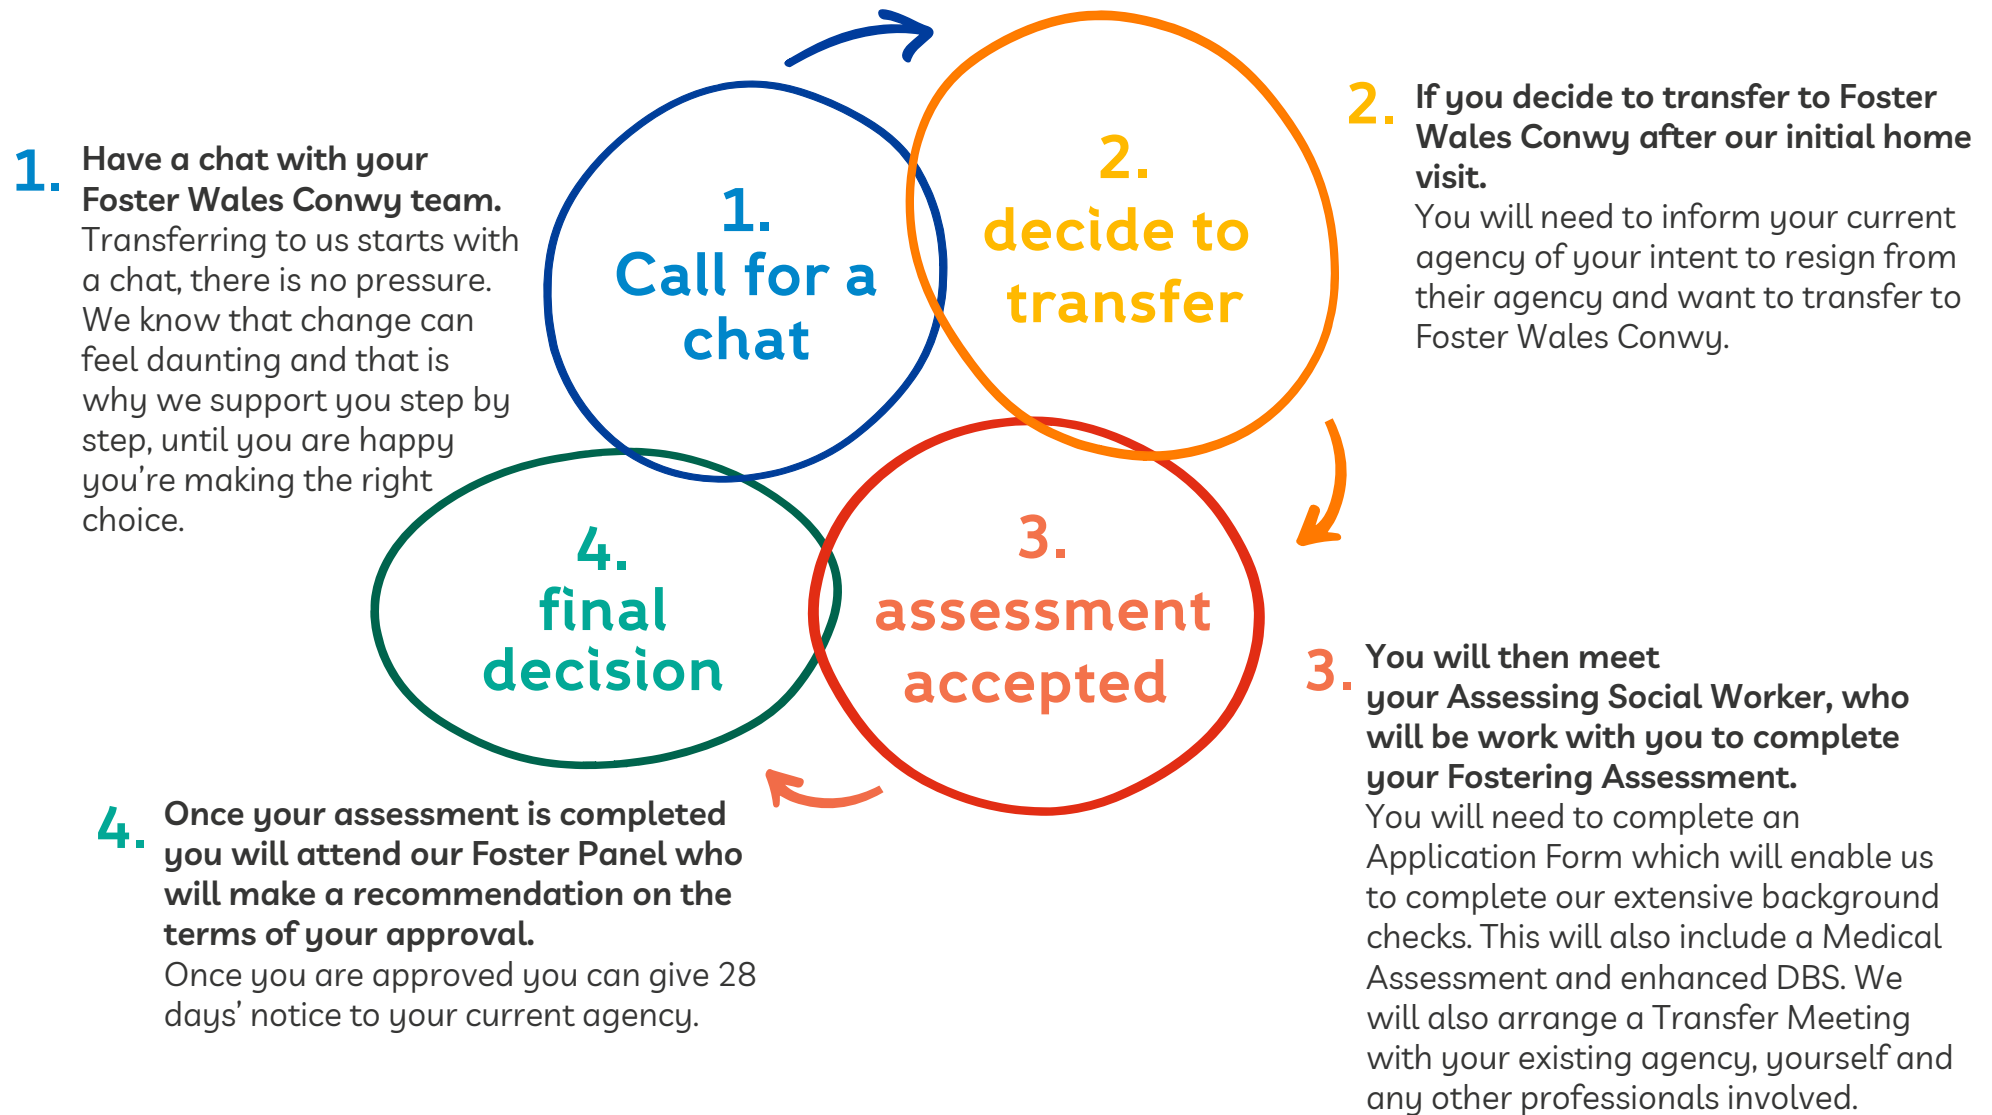 1.
Have a chat with your
Foster Wales Conwy team.
Transferring to us starts with
a chat, there is no pressure.
We know that change can
feel daunting and that is
why we support you step by
step, until you are happy
you're making the right
choice.
1.
Call for a
chat
2.
decide to
transfer
2.
If you decide to transfer to Foster
Wales Conwy after our initial home
visit.
You will need to inform your current
agency of your intent to resign from
their agency and want to transfer to
Foster Wales Conwy.
3.
assessment
accepted
3.
You will then meet
your Assessing Social Worker, who
will be work with you to complete
your Fostering Assessment.
You will need to complete an
Application Form which will enable us
to complete our extensive background
checks. This will also include a Medical
Assessment and enhanced DBS. We
will also arrange a Transfer Meeting
with your existing agency, yourself and
any other professionals involved.
4.
final
decision
4.
Once your assessment is completed
you will attend our Foster Panel who
will make a recommendation on the
terms of your approval.
Once you are approved you can give 28
days' notice to your current agency.